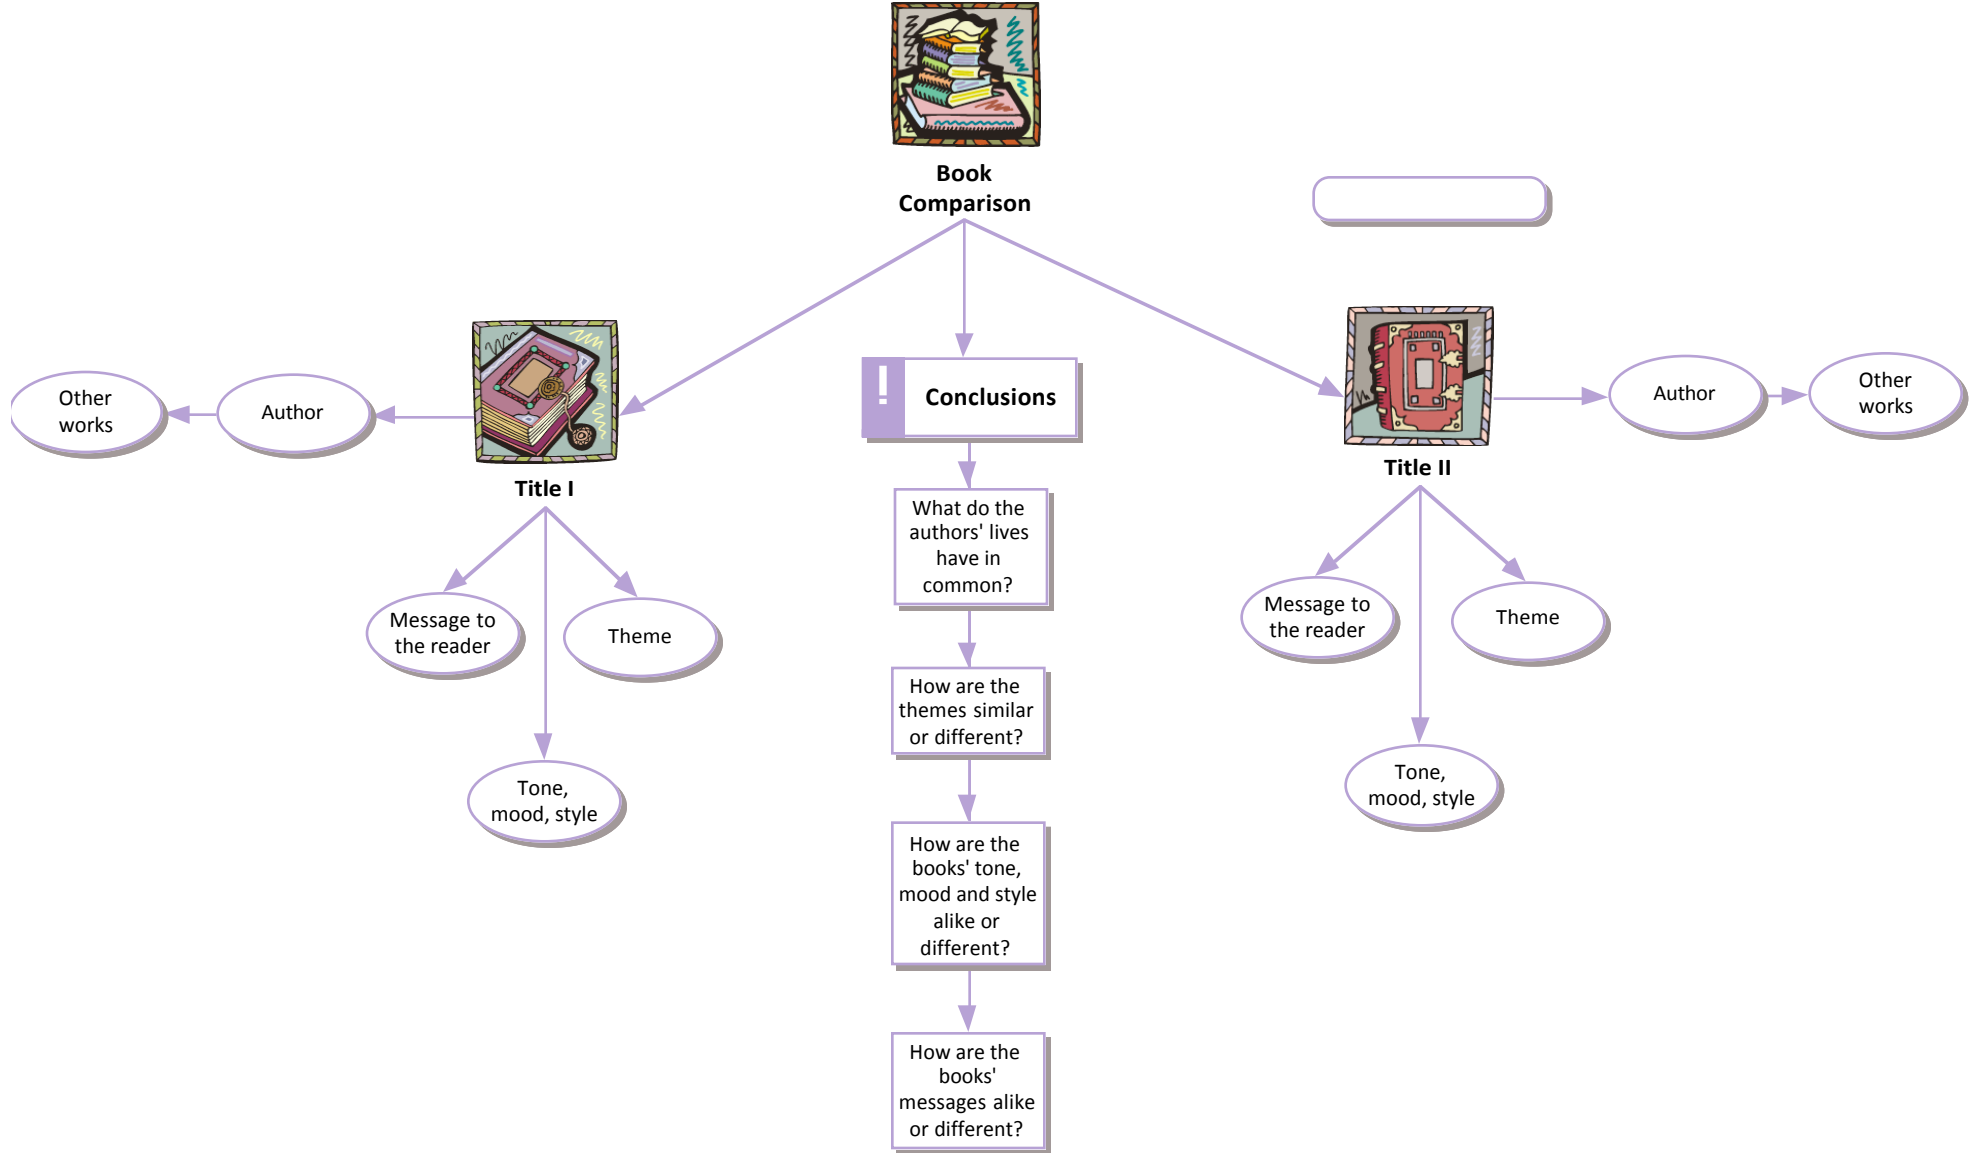 Book
Comparison
Other
works
Author
Title I
Message to
the reader
Theme
Tone,
mood, style
!
Conclusions
What do the
authors' lives
have in
common?
How are the
themes similar
or different?
How are the
books' tone,
mood and style
alike or
different?
How are the
books'
messages alike
or different?
Title II
Author
Other
works
Message to
the reader
Theme
Tone,
mood, style